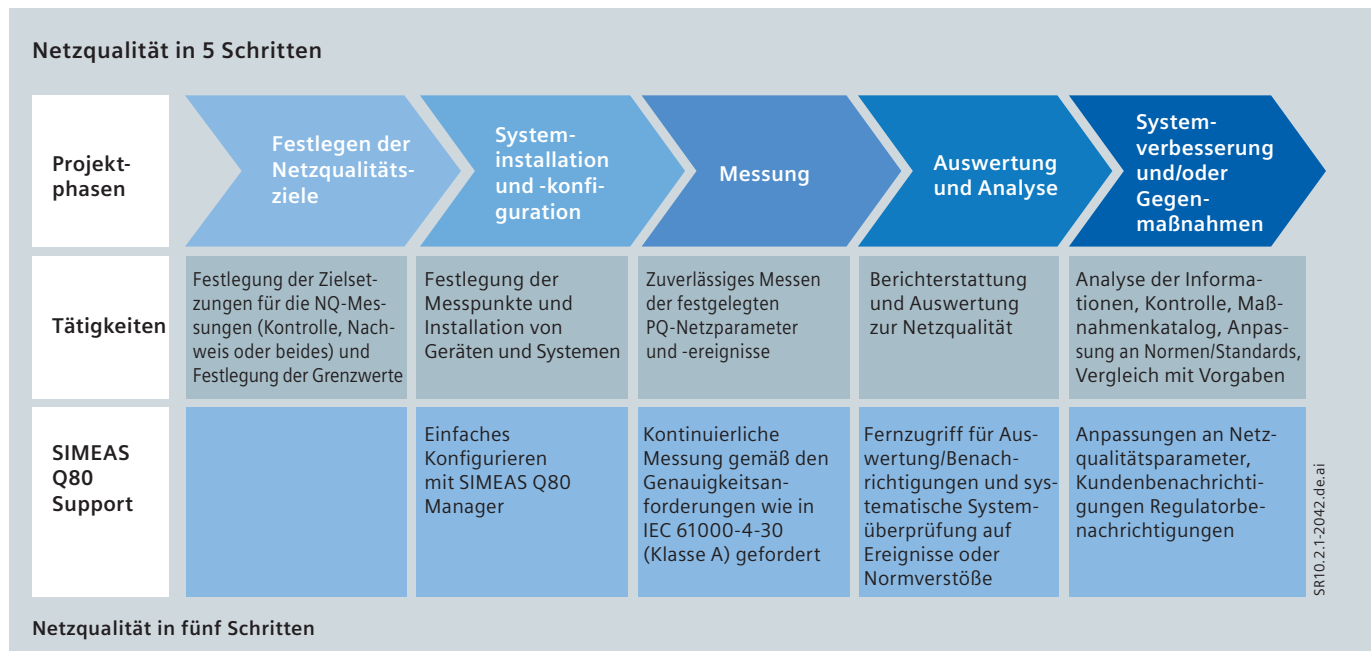 Netzqualität in 5 Schritten
Projekt-
phasen
Festlegen der
Netzqualitäts-
ziele
System-
installation
und -konfi-
guration
Messung
Auswertung
und Analyse
System-
verbesserung
und/oder
Gegen-
maßnahmen
Tätigkeiten
Festlegung der Zielset-
zungen für die NQ-Mes-
sungen (Kontrolle, Nach-
weis oder beides) und
Festlegung der Grenzwerte
Festlegung der
Messpunkte und
Installation von
Geräten und Systemen
Zuverlässiges Messen
der festgelegten
PQ-Netzparameter
und -ereignisse
Berichterstattung
und Auswertung
zur Netzqualität
Analyse der Informa-
tionen, Kontrolle, Maß-
nahmenkatalog, Anpas-
sung an Normen/Standards,
Vergleich mit Vorgaben
SIMEAS
Q80
Support
Einfaches
Konfigurieren
mit SIMEAS Q80
Manager
Kontinuierliche
Messung gemäß den
Genauigkeitsan-
forderungen wie in
IEC 61000-4-30
(Klasse A) gefordert
Fernzugriff für Aus-
wertung/Benach-
richtigungen und sys-
tematische System-
überprüfung auf
Ereignisse oder
Normverstöße
Anpassungen an Netz-
qualitätsparameter,
Kundenbenachrichti-
gungen Regulatorbe-
nachrichtigungen
SR10.2.1-2042.de.ai
Netzqualität in fünf Schritten